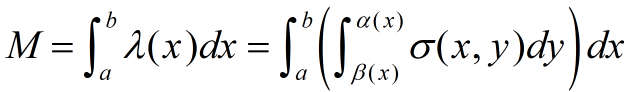 M = ∫_a^b λ(x)dx = ∫_a^b (∫_{β(x)}^{α(x)} σ(x, y)dy) dx